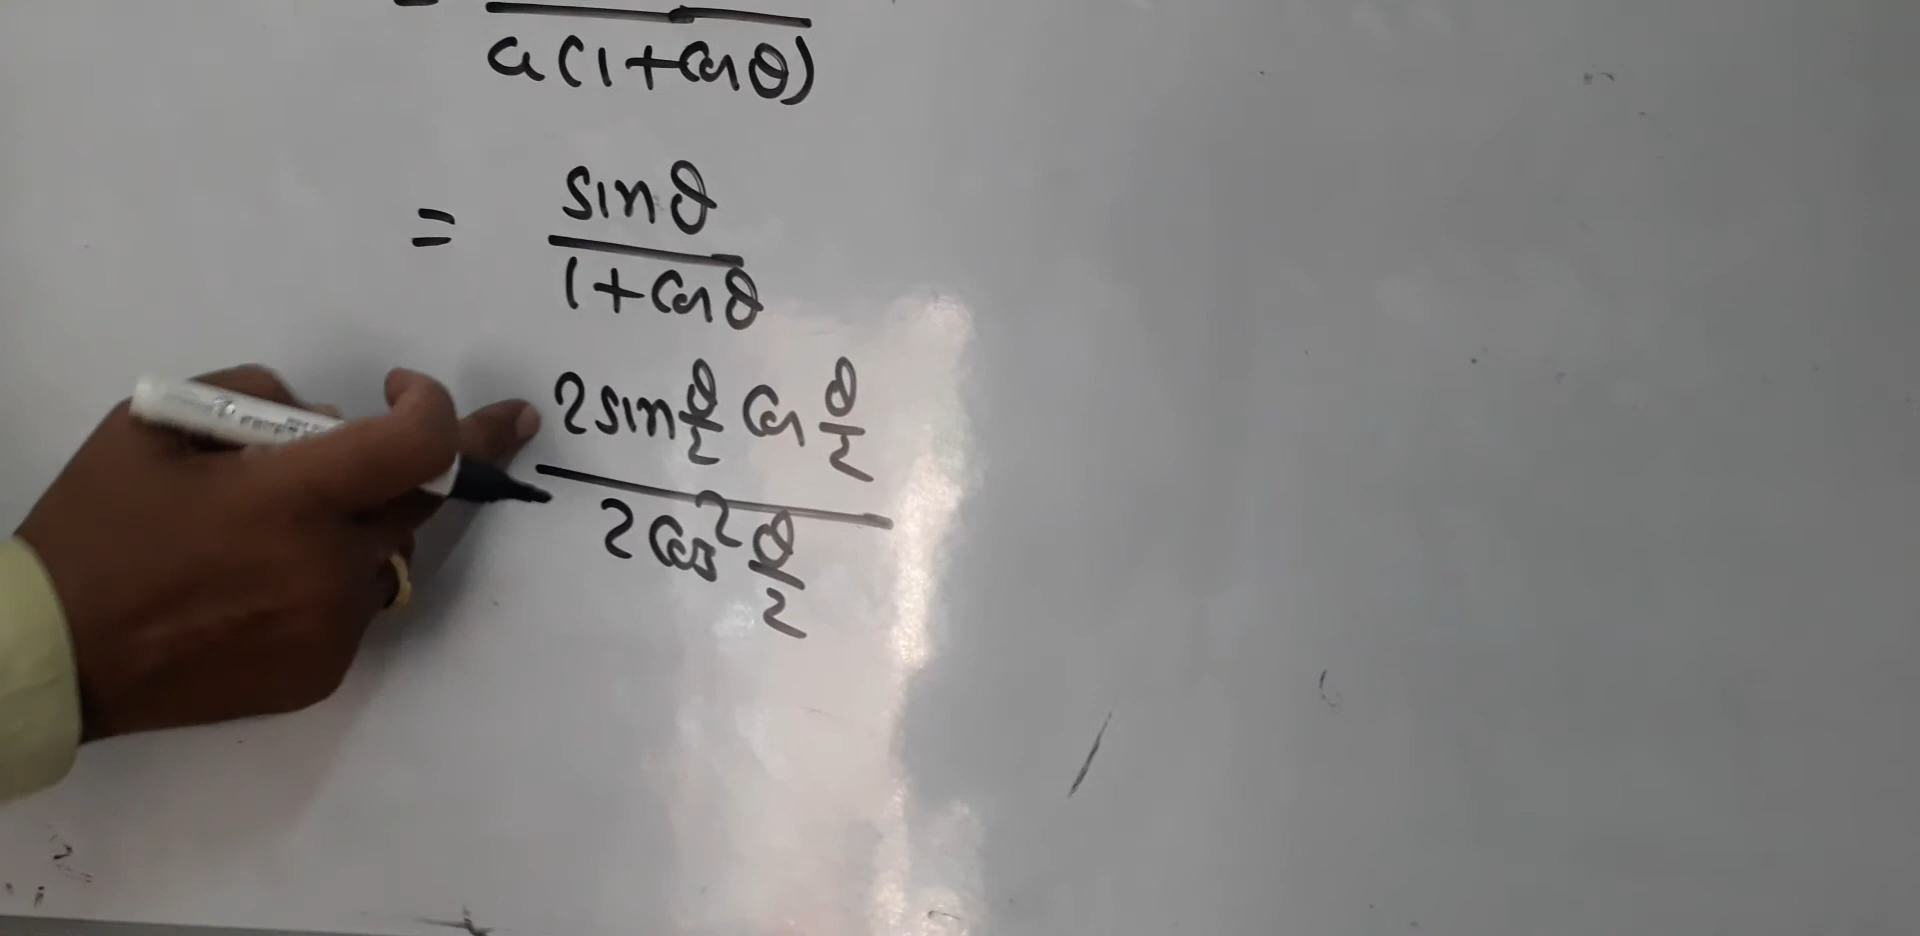 =
a(1+cosθ)
= sinθ
1+cosθ
2sin θ/2 cos θ/2
2cos² θ/2